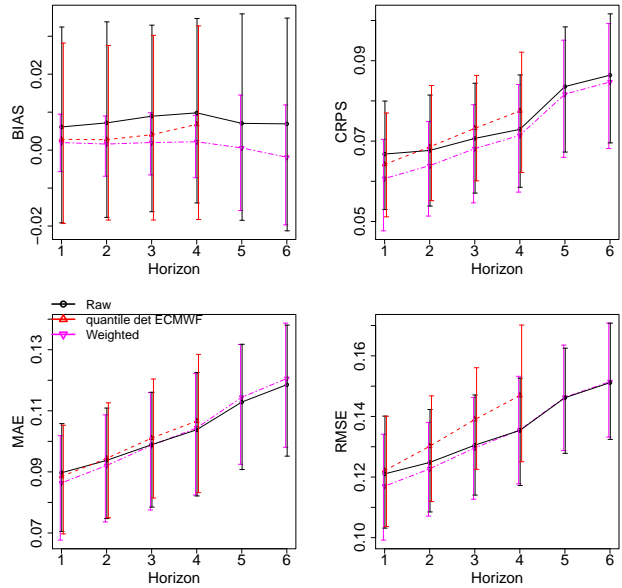 BIAS
−0.02 0.00 0.02
1 2 3 4 5 6
Horizon
CRPS
0.05 0.07 0.09
1 2 3 4 5 6
Horizon
Raw
quantile det ECMWF
Weighted
MAE
0.07 0.09 0.11 0.13
1 2 3 4 5 6
Horizon
RMSE
0.10 0.12 0.14 0.16
1 2 3 4 5 6
Horizon